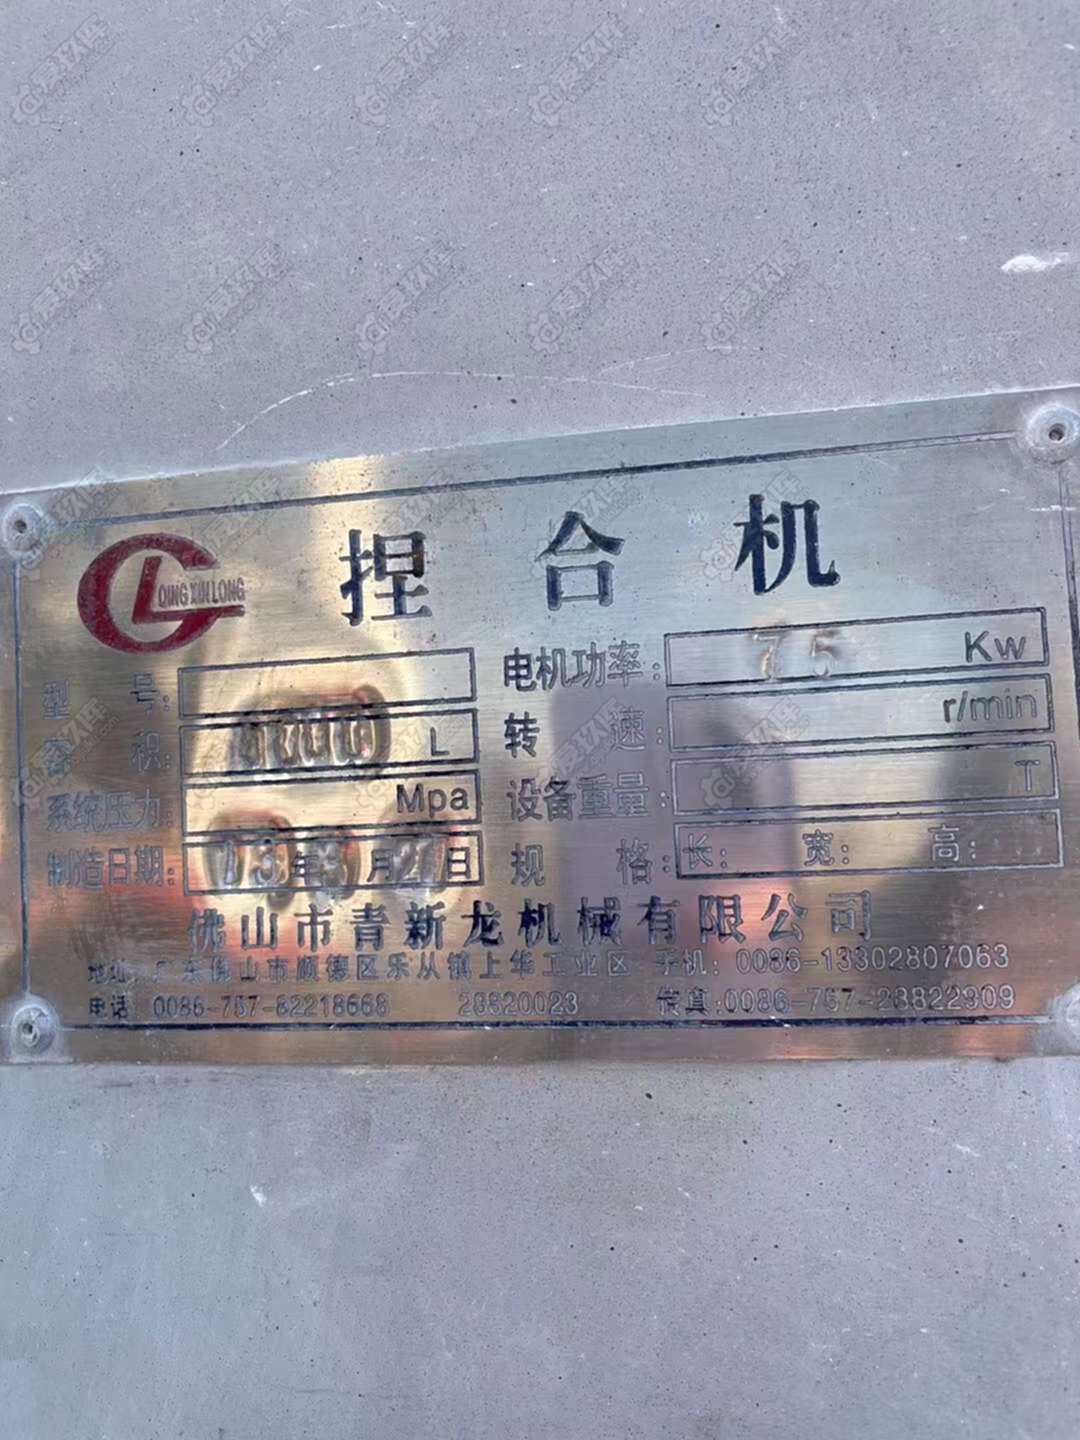 QING XIN LONG
捏合机
型号: 电机功率: 75 Kw
容积: L 转速: r/min
系统压力: Mpa 设备重量: T
制造日期: 13年 月 日 规格: 长: 宽: 高:
佛山市青新龙机械有限公司
地址: 广东佛山市顺德区乐从镇上华工业区 手机: 0086-13302807063
电话: 0086-757-82218668 28820023 传真:0086-757-28822909